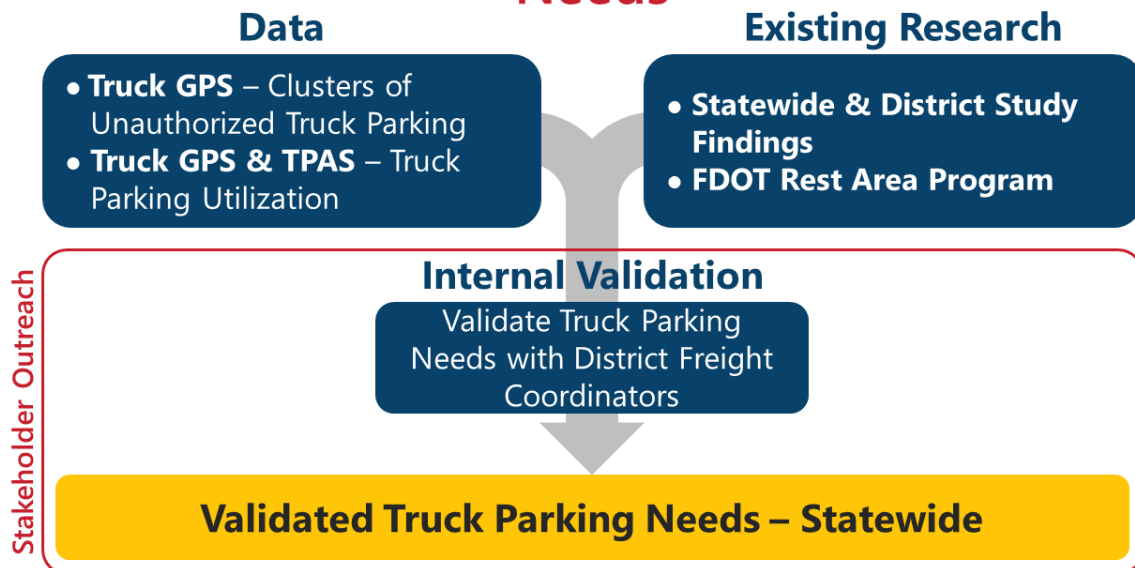 Needs
Data
Existing Research
• Truck GPS – Clusters of
Unauthorized Truck Parking
• Truck GPS & TPAS – Truck
Parking Utilization
• Statewide & District Study
Findings
• FDOT Rest Area Program
Stakeholder Outreach
Internal Validation
Validate Truck Parking
Needs with District Freight
Coordinators
Validated Truck Parking Needs – Statewide